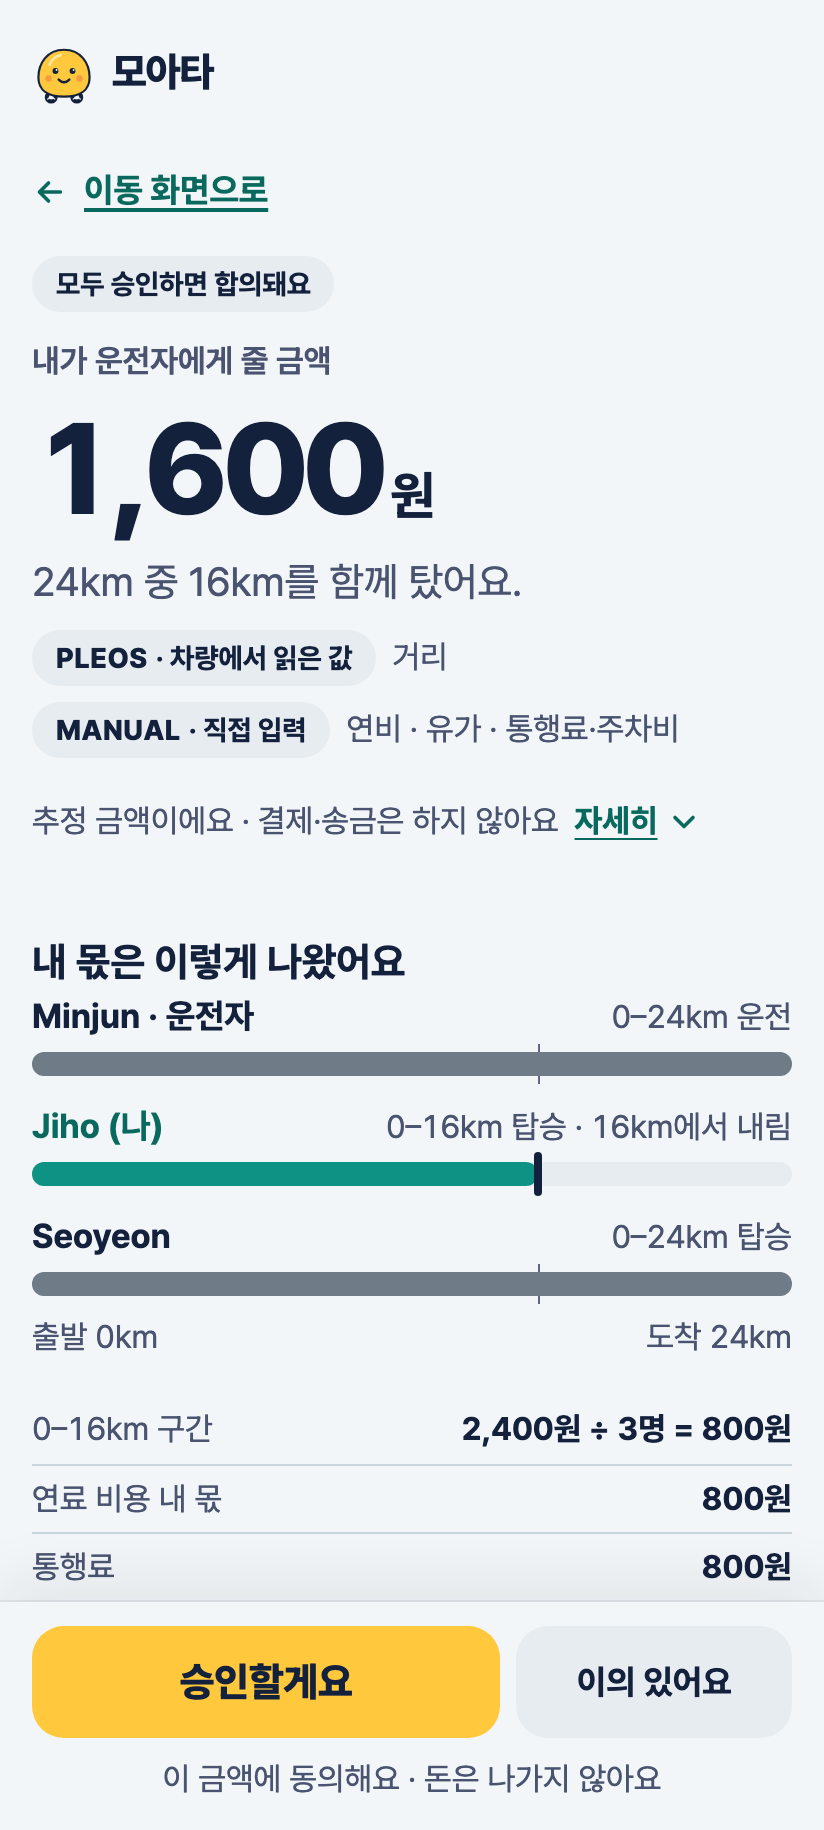 모아타
← 이동 화면으로
모두 승인하면 합의돼요
내가 운전자에게 줄 금액
1,600원
24km 중 16km를 함께 탔어요.
PLEOS · 차량에서 읽은 값 거리
MANUAL · 직접 입력 연비 · 유가 · 통행료·주차비
추정 금액이에요 · 결제·송금은 하지 않아요 자세히
내 몫은 이렇게 나왔어요
Minjun · 운전자 0–24km 운전
Jiho (나) 0–16km 탑승 · 16km에서 내림
Seoyeon 0–24km 탑승
출발 0km 도착 24km
0–16km 구간 2,400원 ÷ 3명 = 800원
연료 비용 내 몫 800원
통행료 800원
승인할게요 이의 있어요
이 금액에 동의해요 · 돈은 나가지 않아요